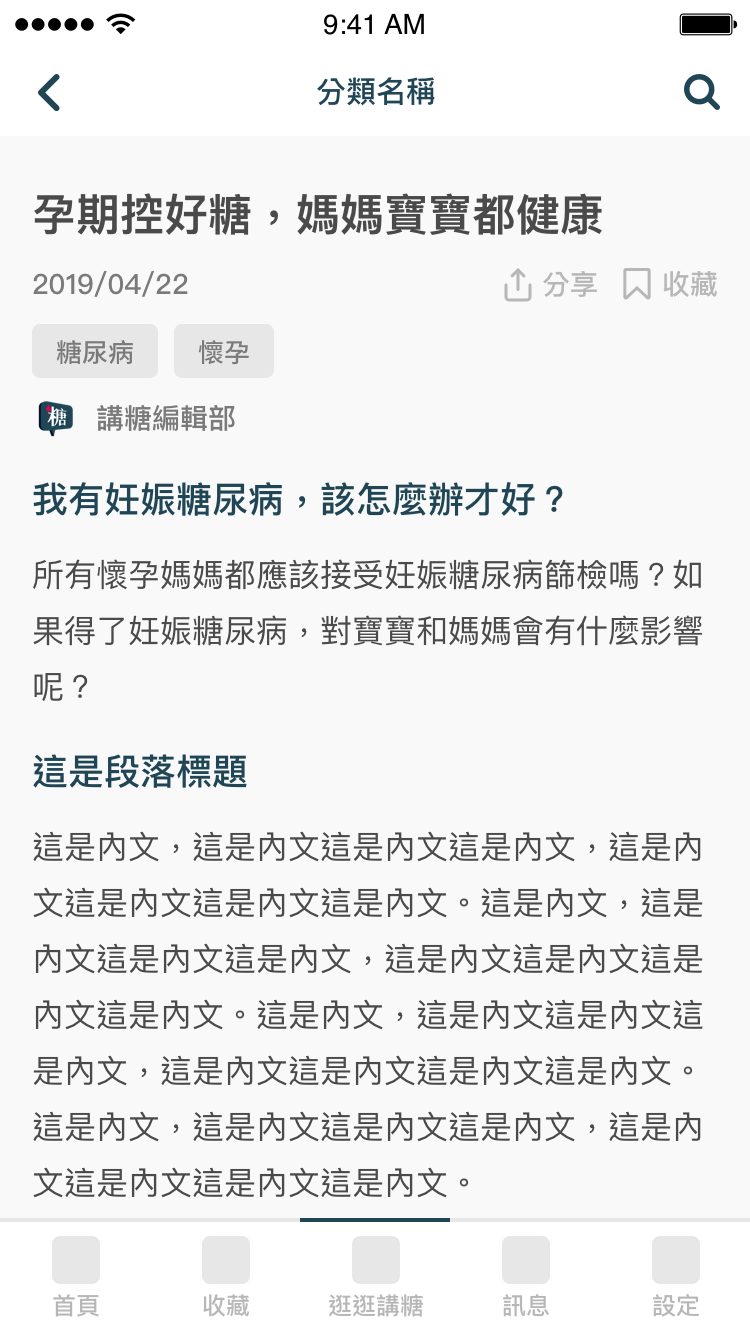 9:41 AM
分類名稱
孕期控好糖，媽媽寶寶都健康
2019/04/22
分享
收藏
糖尿病
懷孕
糖
講糖編輯部
我有妊娠糖尿病，該怎麼辦才好？
所有懷孕媽媽都應該接受妊娠糖尿病篩檢嗎？如
果得了妊娠糖尿病，對寶寶和媽媽會有什麼影響
呢？
這是段落標題
這是內文，這是內文這是內文這是內文，這是內
文這是內文這是內文這是內文。這是內文，這是
內文這是內文這是內文，這是內文這是內文這是
內文這是內文。這是內文，這是內文這是內文這
是內文，這是內文這是內文這是內文這是內文。
這是內文，這是內文這是內文這是內文，這是內
文這是內文這是內文這是內文。
首頁
收藏
逛逛講糖
訊息
設定